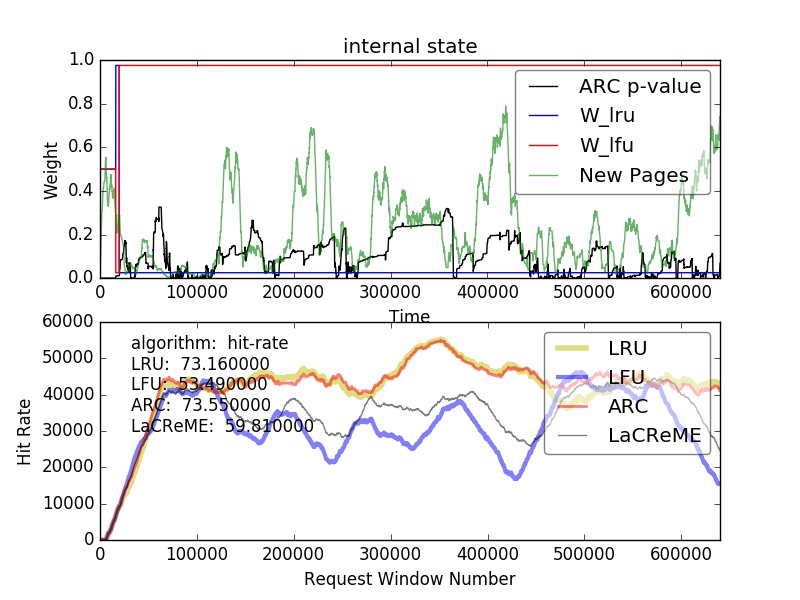 internal state
1.0
0.8
0.6
0.4
0.2
0.0
Weight
ARC p-value
W_lru
W_lfu
New Pages
0 100000 200000 300000 400000 500000 600000
Time
60000
50000
40000
30000
20000
10000
0
Hit Rate
algorithm: hit-rate
LRU: 73.160000
LFU: 53.490000
ARC: 73.550000
LaCReME: 59.810000
LRU
LFU
ARC
LaCReME
0 100000 200000 300000 400000 500000 600000
Request Window Number